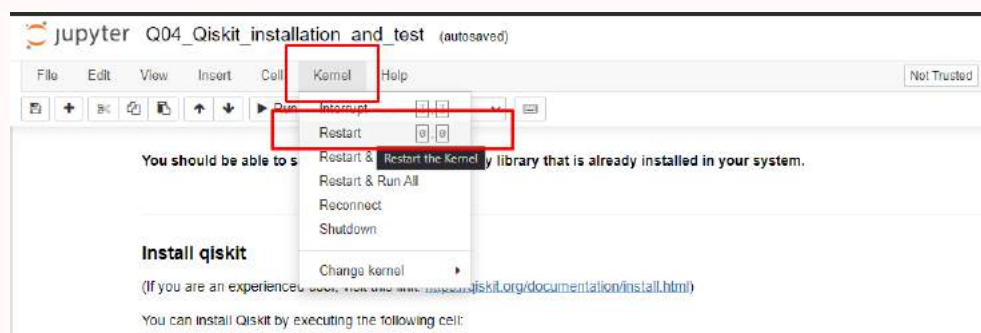 jupyter Q04_Qiskit_installation_and_test (autosaved)
File Edit View Insert Cell Kernel Help Not Trusted
Run Interrupt I,I
Restart 0,0
You should be able to s Restart & Restart the Kernel y library that is already installed in your system.
Restart & Run All
Reconnect
Shutdown
Install qiskit
Change kernel
(If you are an experienced user, visit this link: https://qiskit.org/documentation/install.html)
You can install Qiskit by executing the following cell: